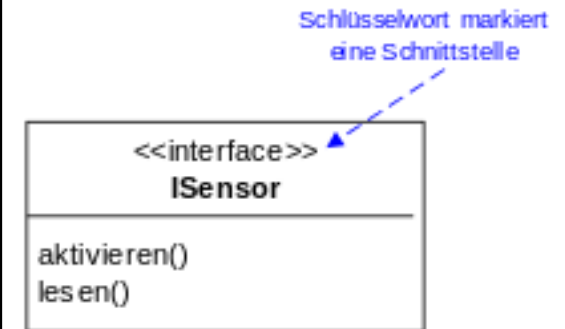 Schlüsselwort markiert
eine Schnittstelle
<<interface>>
ISensor
aktivieren()
lesen()